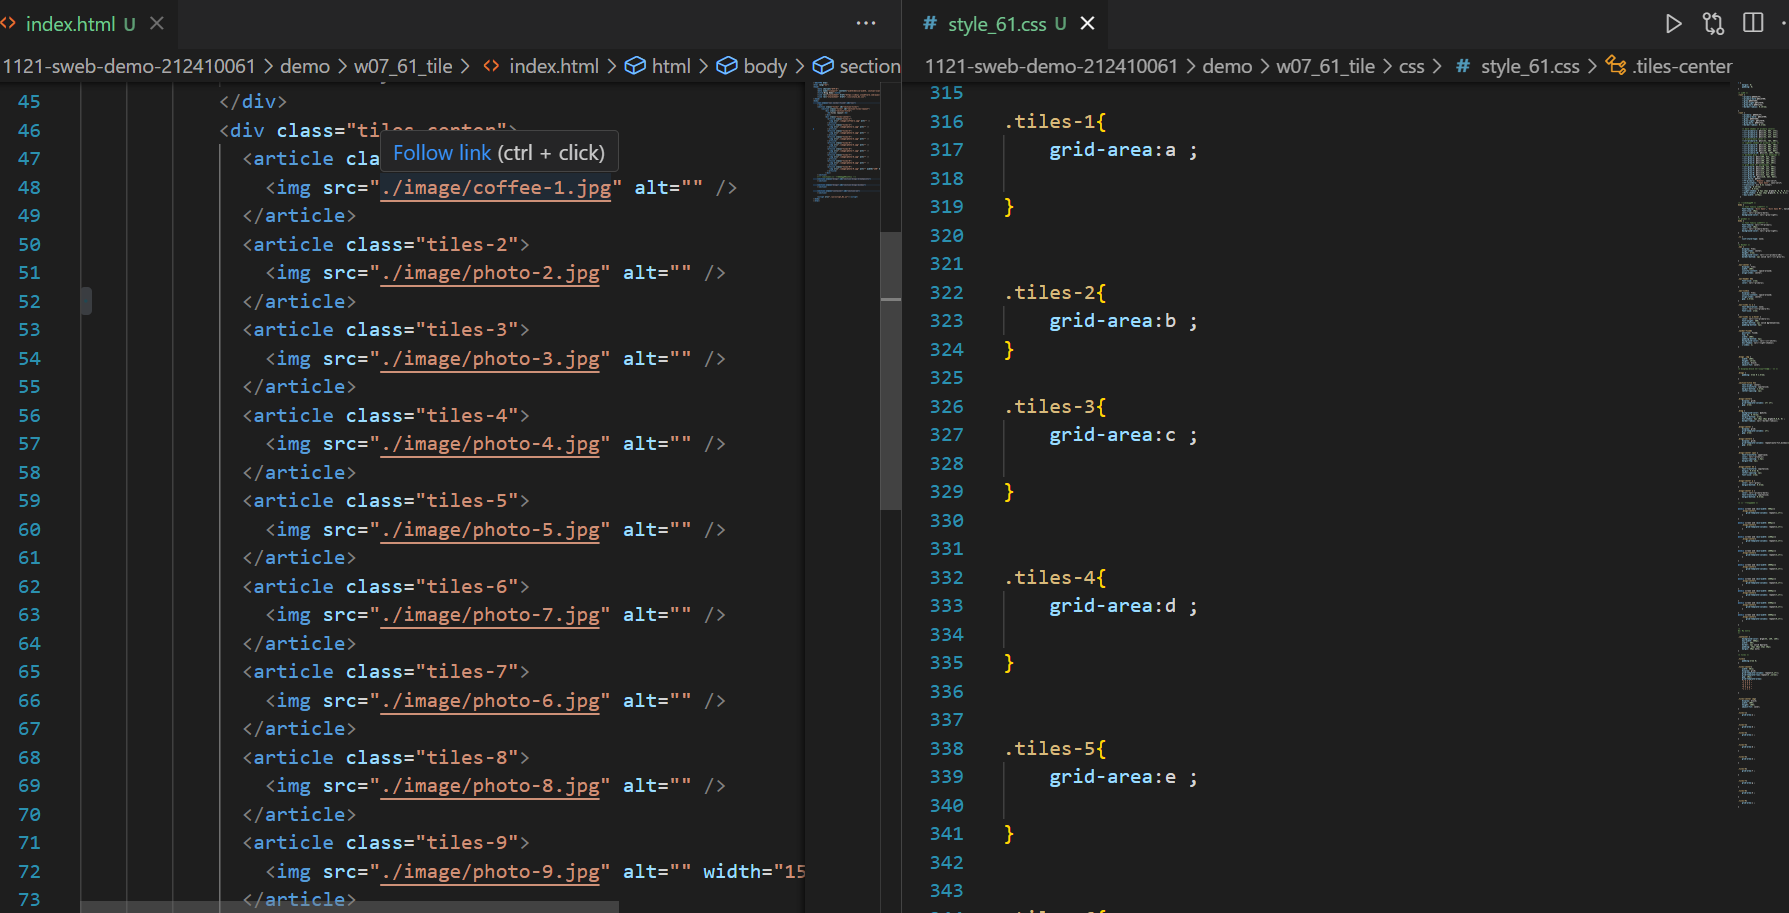 index.html U
1121-sweb-demo-212410061 > demo > w07_61_tile > index.html > html > body > section
45 </div>
46 <div class="tiles-center">
Follow link (ctrl + click)
47 <article cla
48 <img src="./image/coffee-1.jpg" alt="" />
49 </article>
50 <article class="tiles-2">
51 <img src="./image/photo-2.jpg" alt="" />
52 </article>
53 <article class="tiles-3">
54 <img src="./image/photo-3.jpg" alt="" />
55 </article>
56 <article class="tiles-4">
57 <img src="./image/photo-4.jpg" alt="" />
58 </article>
59 <article class="tiles-5">
60 <img src="./image/photo-5.jpg" alt="" />
61 </article>
62 <article class="tiles-6">
63 <img src="./image/photo-7.jpg" alt="" />
64 </article>
65 <article class="tiles-7">
66 <img src="./image/photo-6.jpg" alt="" />
67 </article>
68 <article class="tiles-8">
69 <img src="./image/photo-8.jpg" alt="" />
70 </article>
71 <article class="tiles-9">
72 <img src="./image/photo-9.jpg" alt="" width="15
73 </article>
# style_61.css U
1121-sweb-demo-212410061 > demo > w07_61_tile > css > # style_61.css > .tiles-center
315
316 .tiles-1{
317 grid-area:a ;
318
319 }
320
321
322 .tiles-2{
323 grid-area:b ;
324 }
325
326 .tiles-3{
327 grid-area:c ;
328
329 }
330
331
332 .tiles-4{
333 grid-area:d ;
334
335 }
336
337
338 .tiles-5{
339 grid-area:e ;
340
341 }
342
343